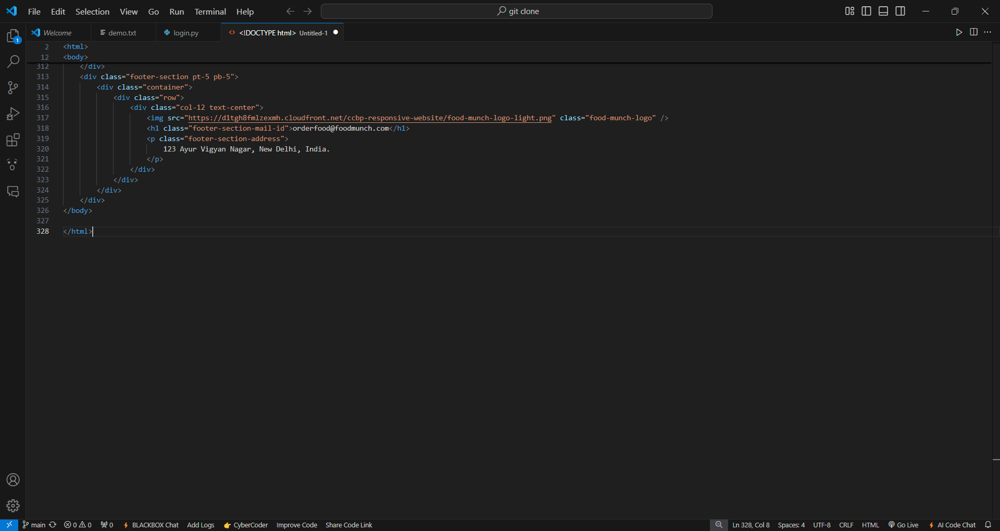 File Edit Selection View Go Run Terminal Help git clone
Welcome demo.txt login.py <!DOCTYPE html> Untitled-1
2 <html>
12 <body>
312 </div>
313 <div class="footer-section pt-5 pb-5">
314 <div class="container">
315 <div class="row">
316 <div class="col-12 text-center">
317 <img src="https://d1tgh8fmlzexmh.cloudfront.net/ccbp-responsive-website/food-munch-logo-light.png" class="food-munch-logo" />
318 <h1 class="footer-section-mail-id">orderfood@foodmunch.com</h1>
319 <p class="footer-section-address">
320 123 Ayur Vigyan Nagar, New Delhi, India.
321 </p>
322 </div>
323 </div>
324 </div>
325 </div>
326 </body>
327
328 </html>
1
main 0 0 0 BLACKBOX Chat Add Logs 👉 CyberCoder Improve Code Share Code Link Ln 328, Col 8 Spaces: 4 UTF-8 CRLF HTML Go Live AI Code Chat